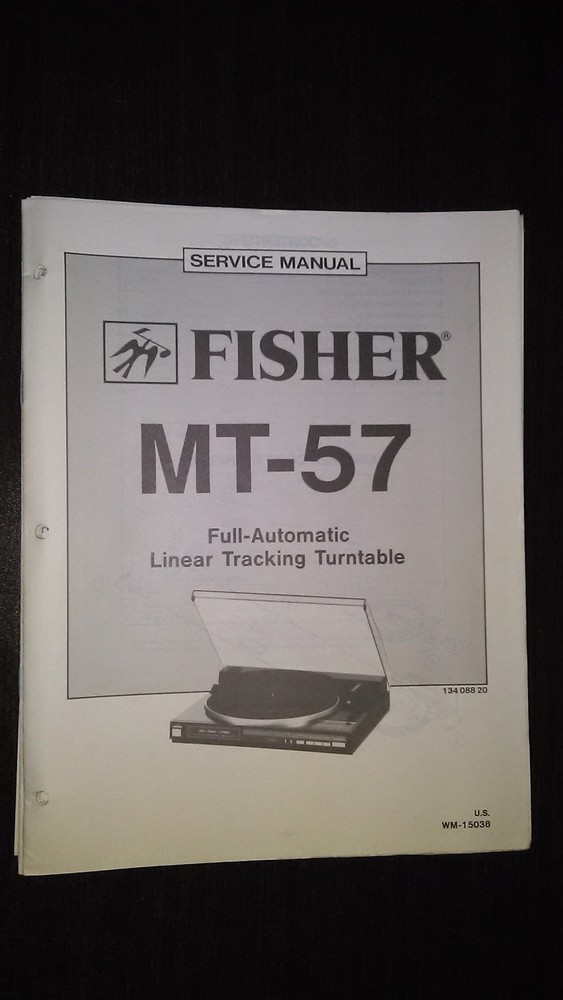 SERVICE MANUAL
FISHER®
MT-57
Full-Automatic
Linear Tracking Turntable
134 088 20
U.S.
WM-15038